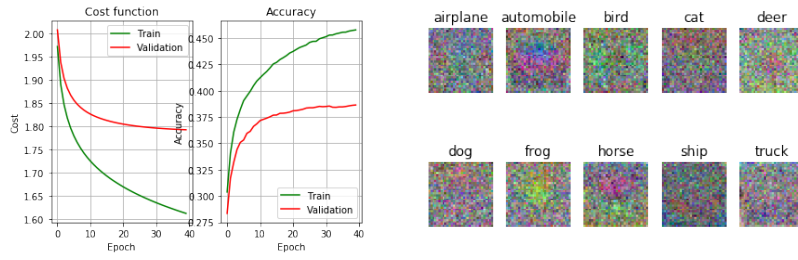 Cost function
Cost
2.00
1.95
1.90
1.85
1.80
1.75
1.70
1.65
1.60
Train
Validation
0 10 20 30 40
Epoch
Accuracy
Accuracy
0.450
0.425
0.400
0.375
0.350
0.325
0.300
0.275
Train
Validation
0 10 20 30 40
Epoch
airplane automobile bird cat deer
dog frog horse ship truck